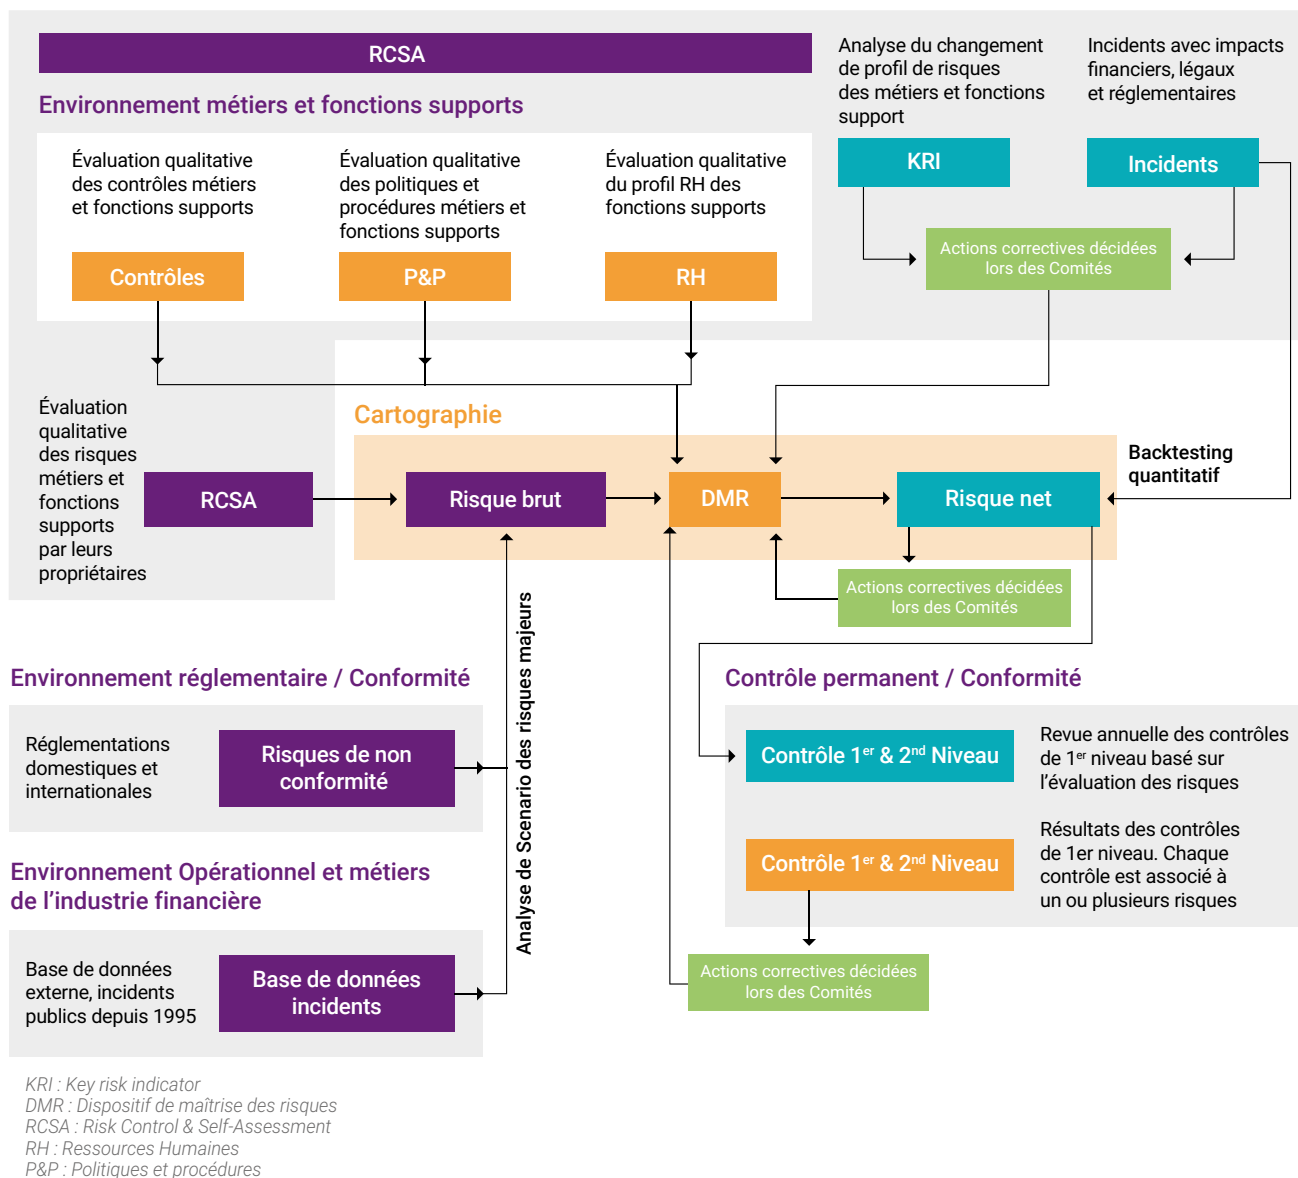 RCSA
Environnement métiers et fonctions supports
Évaluation qualitative
des contrôles métiers
et fonctions supports
Contrôles
Évaluation qualitative
des politiques et
procédures métiers et
fonctions supports
P&P
Évaluation qualitative
du profil RH des
fonctions supports
RH
Analyse du changement
de profil de risques
des métiers et fonctions
support
KRI
Incidents avec impacts
financiers, légaux
et réglementaires
Incidents
Actions correctives décidées
lors des Comités
Évaluation
qualitative
des risques
métiers et
fonctions
supports
par leurs
propriétaires
RCSA
Cartographie
Risque brut
DMR
Risque net
Backtesting
quantitatif
Actions correctives décidées
lors des Comités
Analyse de Scenario des risques majeurs
Environnement réglementaire / Conformité
Réglementations
domestiques et
internationales
Risques de non
conformité
Environnement Opérationnel et métiers
de l’industrie financière
Base de données
externe, incidents
publics depuis 1995
Base de données
incidents
Contrôle permanent / Conformité
Contrôle 1er & 2nd Niveau
Revue annuelle des contrôles
de 1er niveau basé sur
l’évaluation des risques
Contrôle 1er & 2nd Niveau
Résultats des contrôles
de 1er niveau. Chaque
contrôle est associé à
un ou plusieurs risques
Actions correctives décidées
lors des Comités
KRI : Key risk indicator
DMR : Dispositif de maîtrise des risques
RCSA : Risk Control & Self-Assessment
RH : Ressources Humaines
P&P : Politiques et procédures